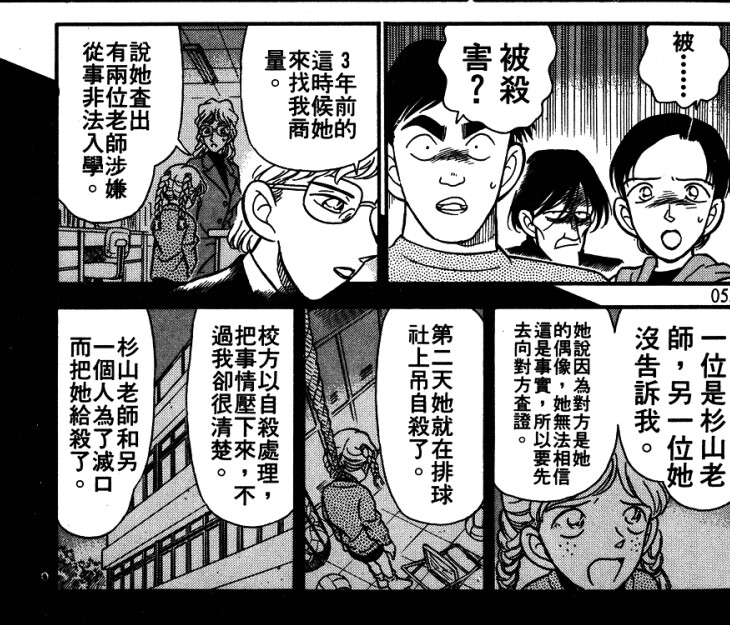 被……
被殺
害？
3年前的
這時候她
來找我商
量。
說她查出
有兩位老師涉嫌
從事非法入學。
053
一位是杉山老
師，另一位她
沒告訴我。
她說因為對方是她
的偶像，她無法相信
這是事實，所以要先
去向對方查證。
第二天她就在排球
社上吊自殺了。
校方以自殺處理，
把事情壓下來，不
過我卻很清楚。
杉山老師和另
一個人為了滅口
而把她給殺了。